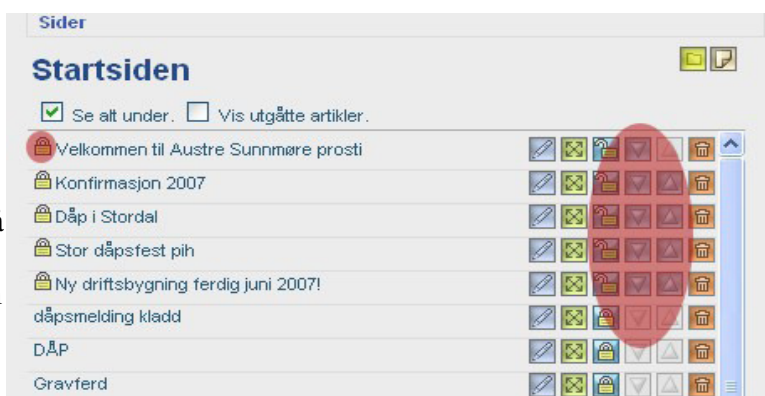 Sider
Startsiden
Se alt under. Vis utgåtte artikler.
Velkommen til Austre Sunnmøre prosti
Konfirmasjon 2007
Dåp i Stordal
Stor dåpsfest pih
Ny driftsbygning ferdig juni 2007!
dåpsmelding kladd
DÅP
Gravferd